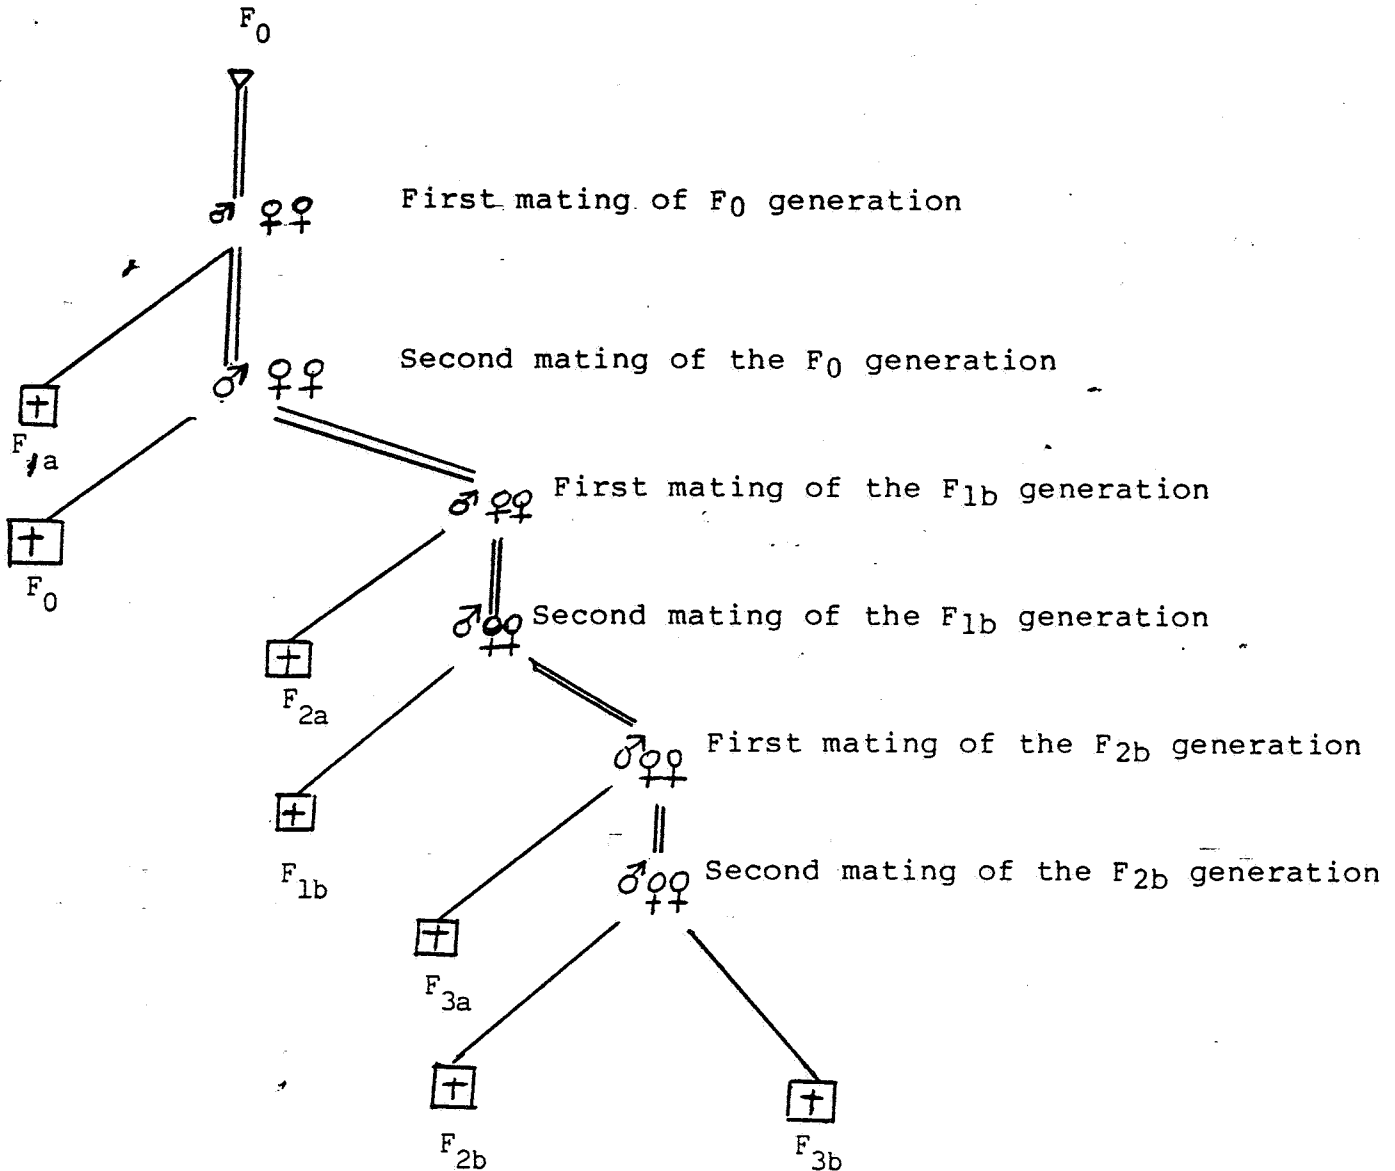 F0
♂ ♀♀ First mating of F0 generation
♂ ♀♀ Second mating of the F0 generation
F1a
♂ ♀♀ First mating of the F1b generation
F0
♂ ♀♀ Second mating of the F1b generation
F2a
♂ ♀♀ First mating of the F2b generation
F1b
♂ ♀♀ Second mating of the F2b generation
F3a
F2b
F3b